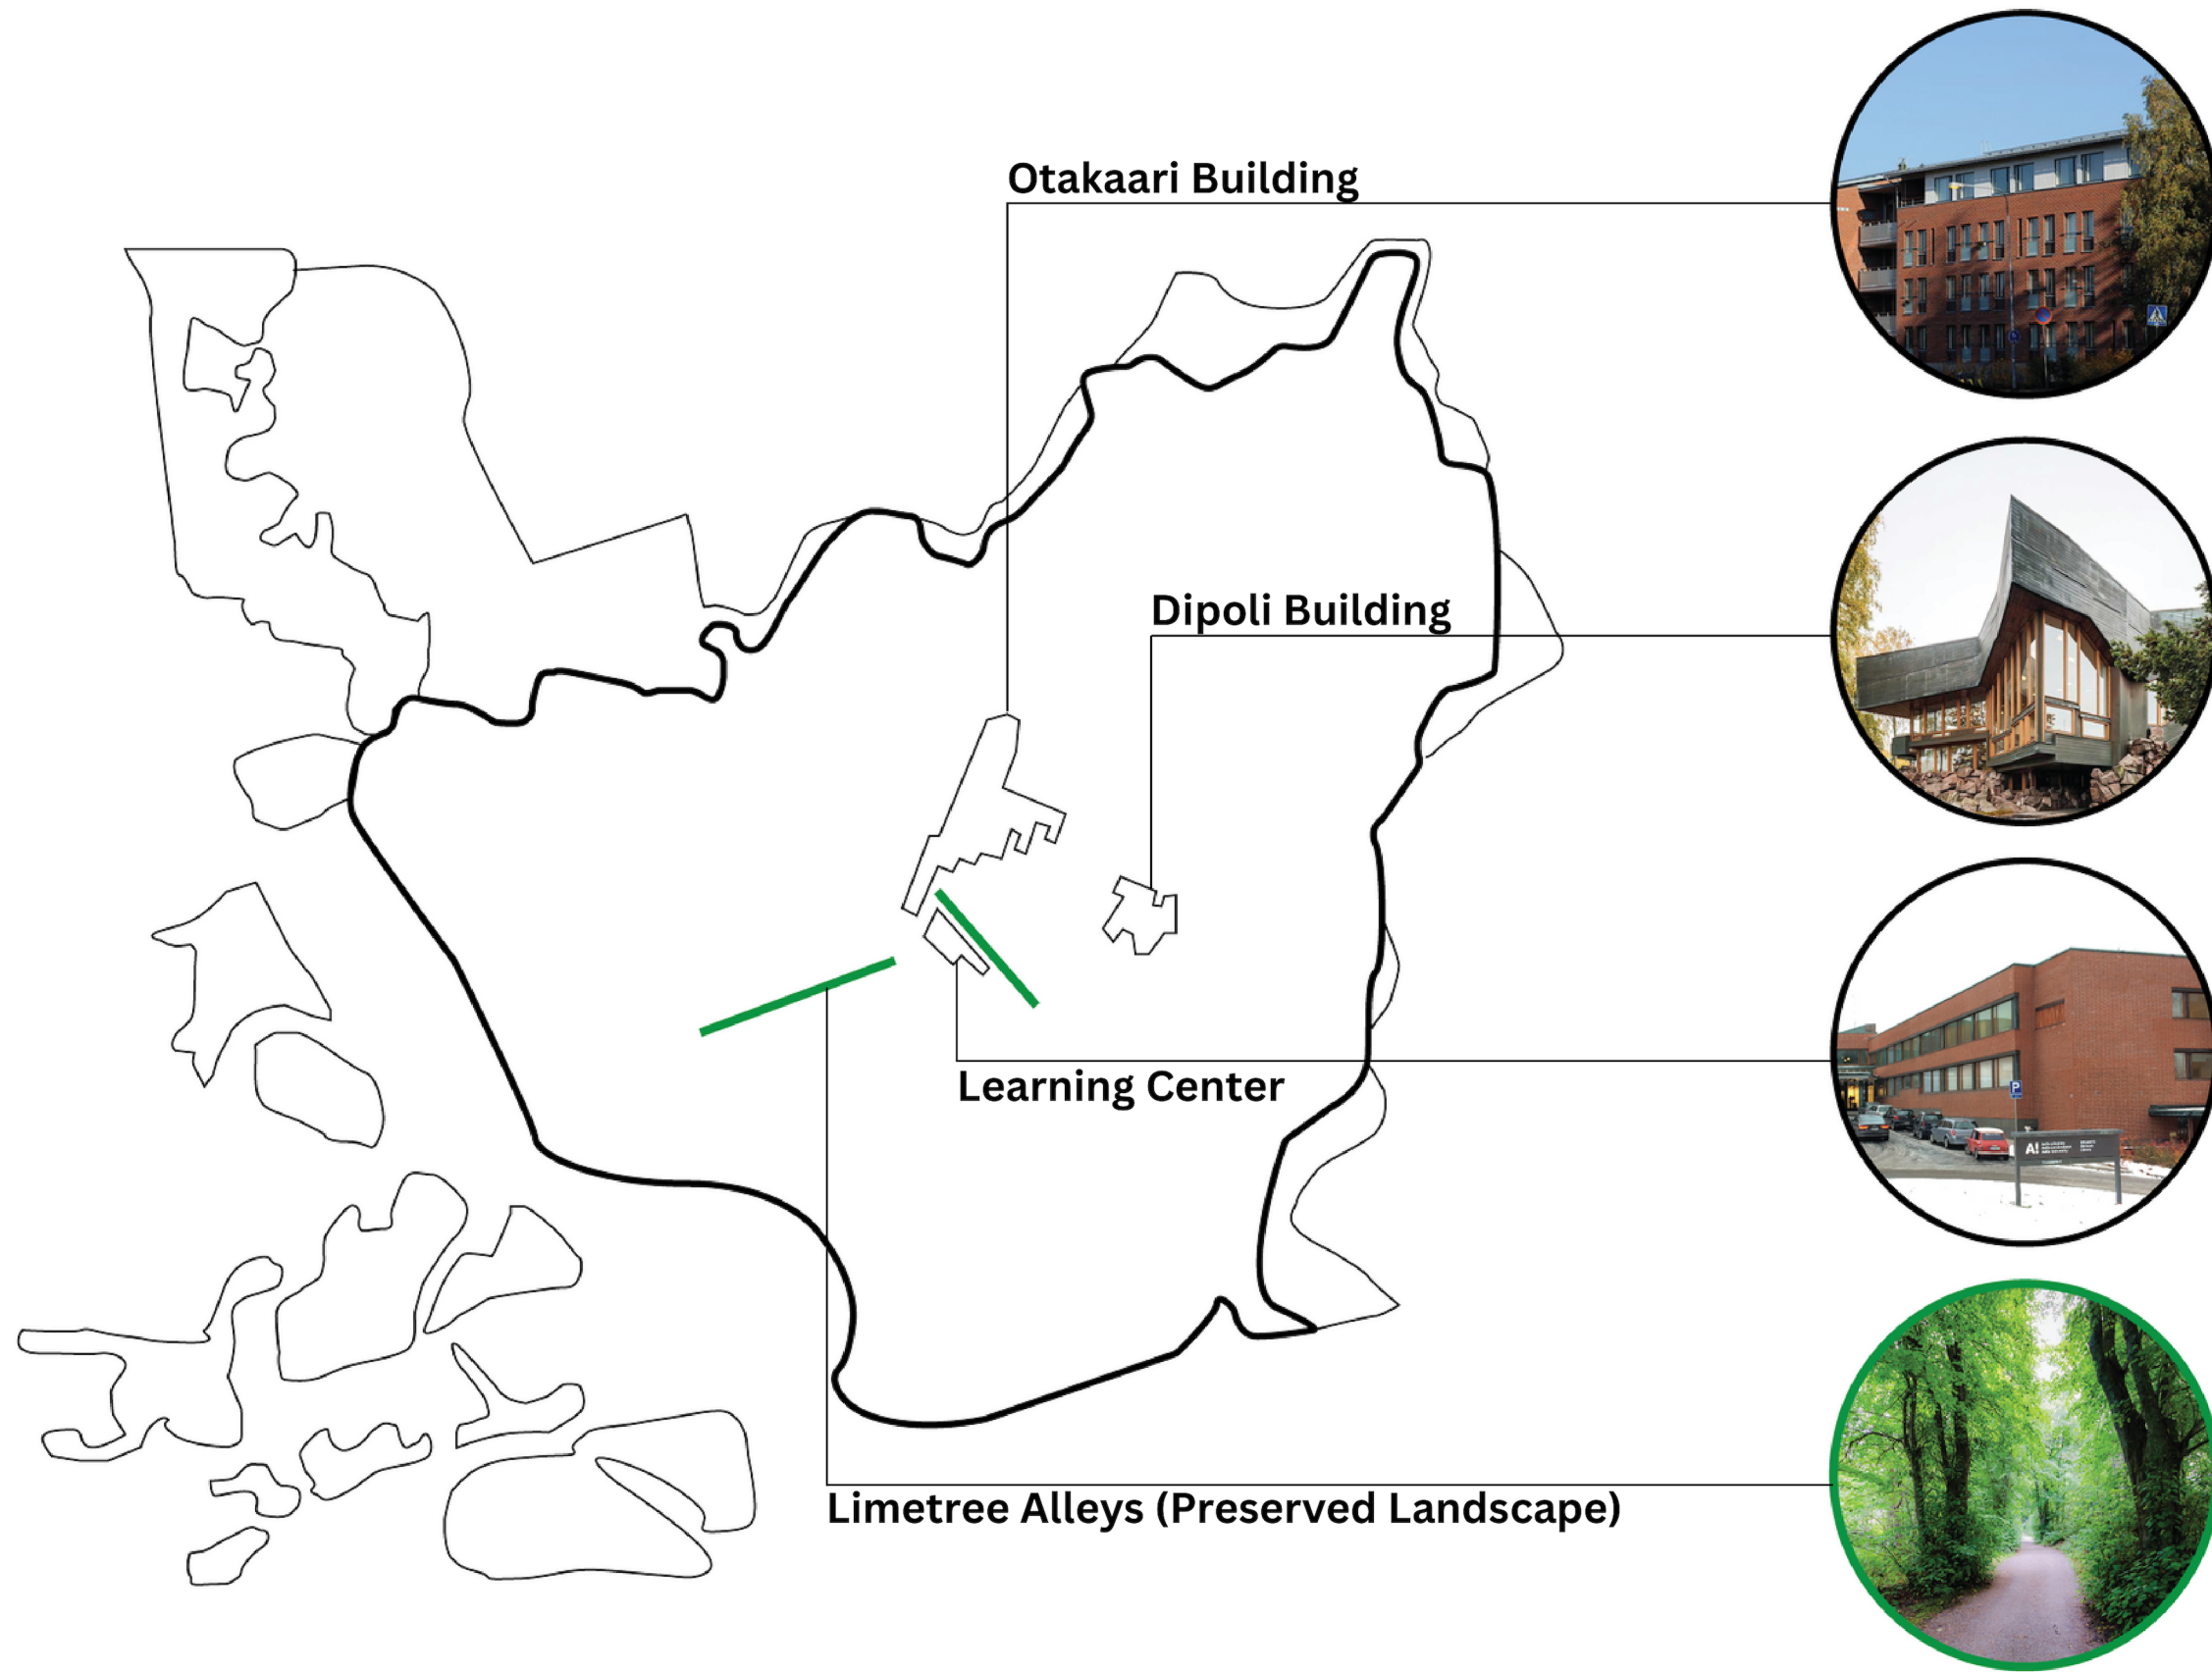 Otakaari Building
Dipoli Building
Learning Center
Limetree Alleys (Preserved Landscape)
P
A!